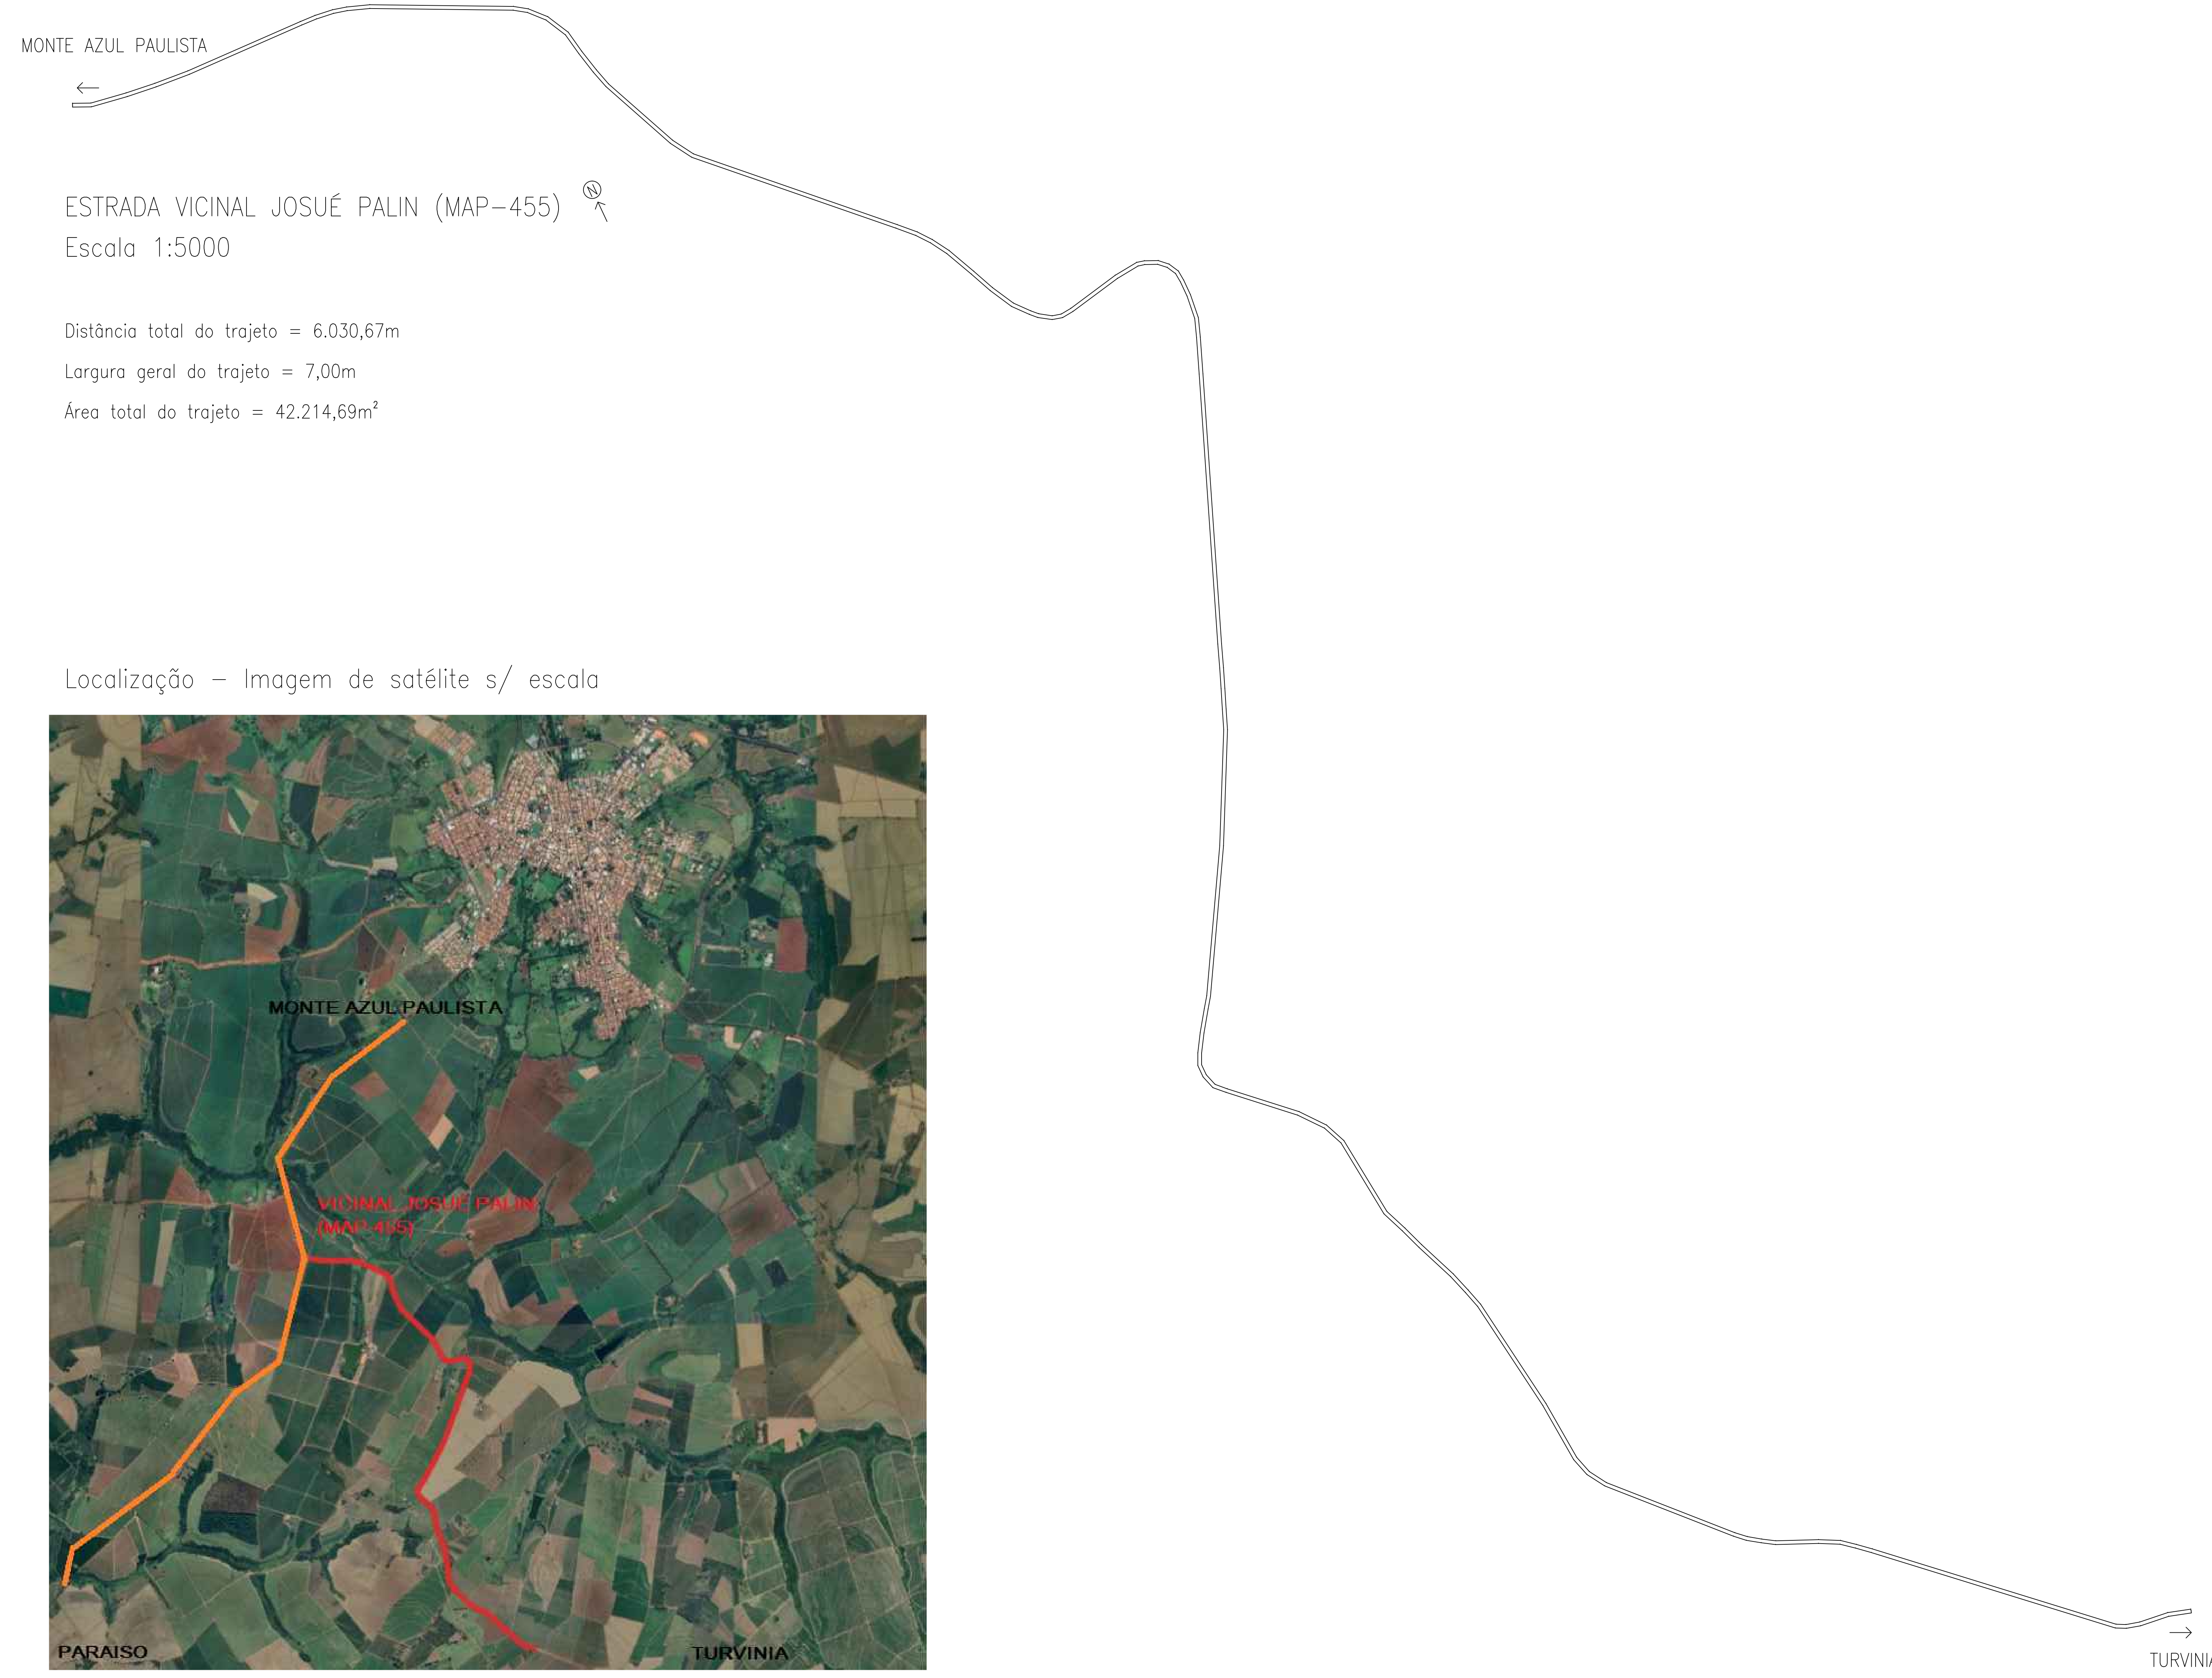 MONTE AZUL PAULISTA
ESTRADA VICINAL JOSUÉ PALIN (MAP-455)
N
Escala 1:5000
Distância total do trajeto = 6.030,67m
Largura geral do trajeto = 7,00m
Área total do trajeto = 42.214,69m²
Localização - Imagem de satélite s/ escala
MONTE AZUL PAULISTA
VICINAL JOSUÉ PALIN
(MAP-455)
PARAISO
TURVINIA
TURVINIA